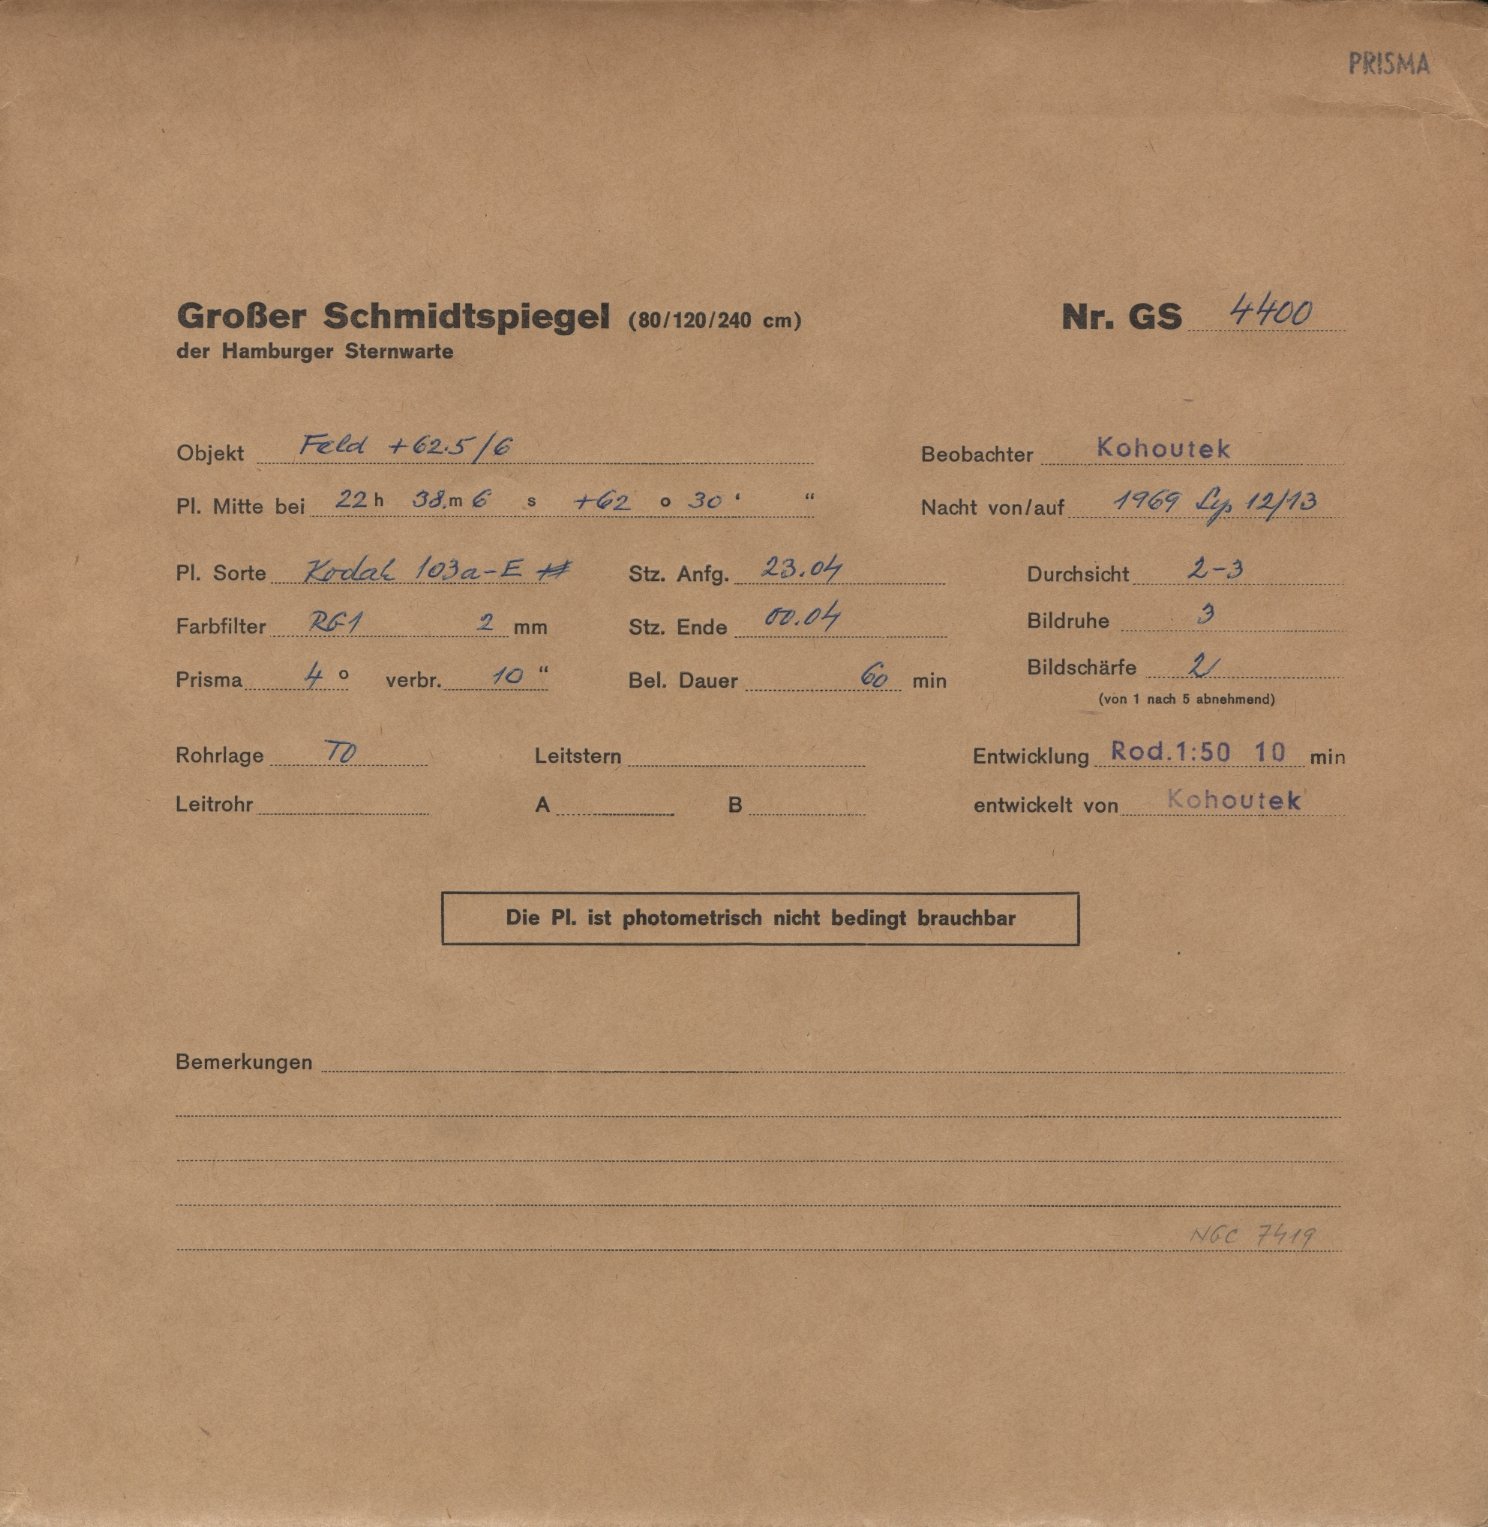 PRISMA
Großer Schmidtspiegel (80/120/240 cm) Nr. GS 4400
der Hamburger Sternwarte
Objekt Feld +62.5/6 Beobachter Kohoutek
Pl. Mitte bei 22 h 38. m 6 s +62 o 30 ‘ “ Nacht von/auf 1969 Sep 12/13
Pl. Sorte Kodak 103a-E Stz. Anfg. 23.04 Durchsicht 2-3
Farbfilter RG1 2 mm Stz. Ende 00.04 Bildruhe 3
Prisma 4 o verbr. 10 “ Bel. Dauer 60 min Bildschärfe 2
(von 1 nach 5 abnehmend)
Rohrlage TO Leitstern Entwicklung Rod.1:50 10 min
Leitrohr A B entwickelt von Kohoutek
Die Pl. ist photometrisch nicht bedingt brauchbar
Bemerkungen
NGC 7419